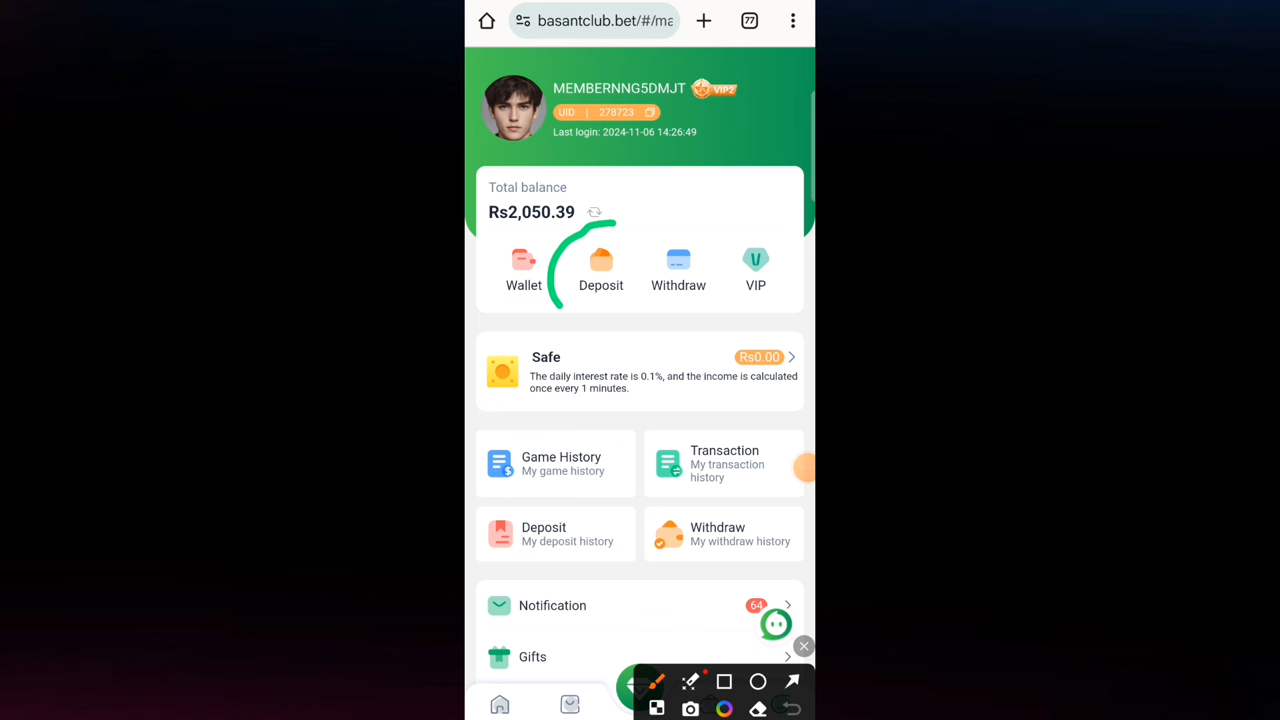 basantclub.bet/#/ma
77
MEMBERNNG5DMJT
VIP2
UID | 278723
Last login: 2024-11-06 14:26:49
Total balance
Rs2,050.39
Wallet
Deposit
Withdraw
VIP
Safe
Rs0.00
The daily interest rate is 0.1%, and the income is calculated
once every 1 minutes.
Game History
My game history
Transaction
My transaction
history
Deposit
My deposit history
Withdraw
My withdraw history
Notification
64
Gifts